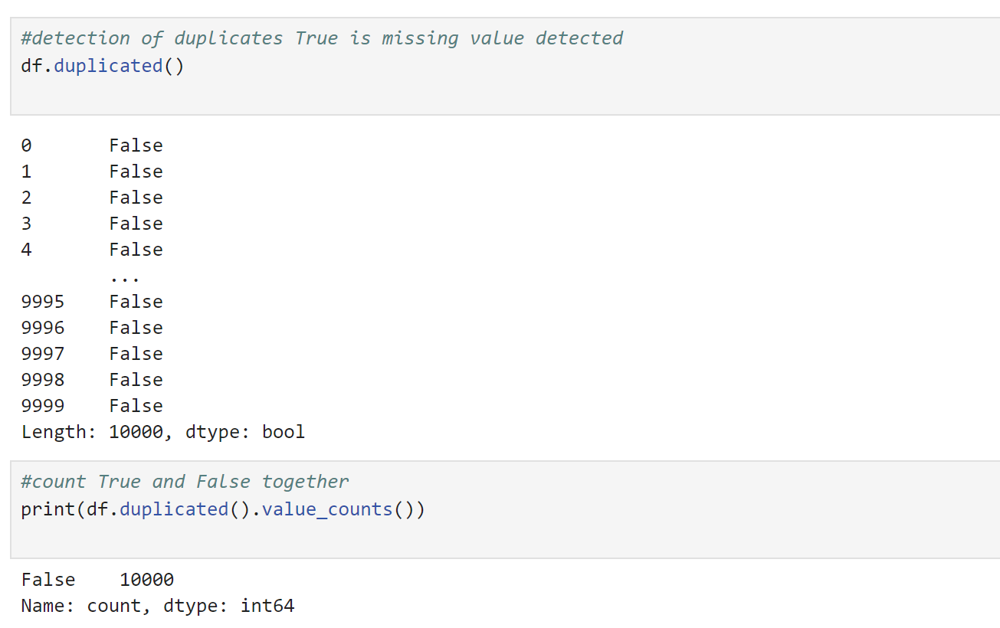 #detection of duplicates True is missing value detected
df.duplicated()
0       False
1       False
2       False
3       False
4       False
        ...
9995    False
9996    False
9997    False
9998    False
9999    False
Length: 10000, dtype: bool
#count True and False together
print(df.duplicated().value_counts())
False    10000
Name: count, dtype: int64